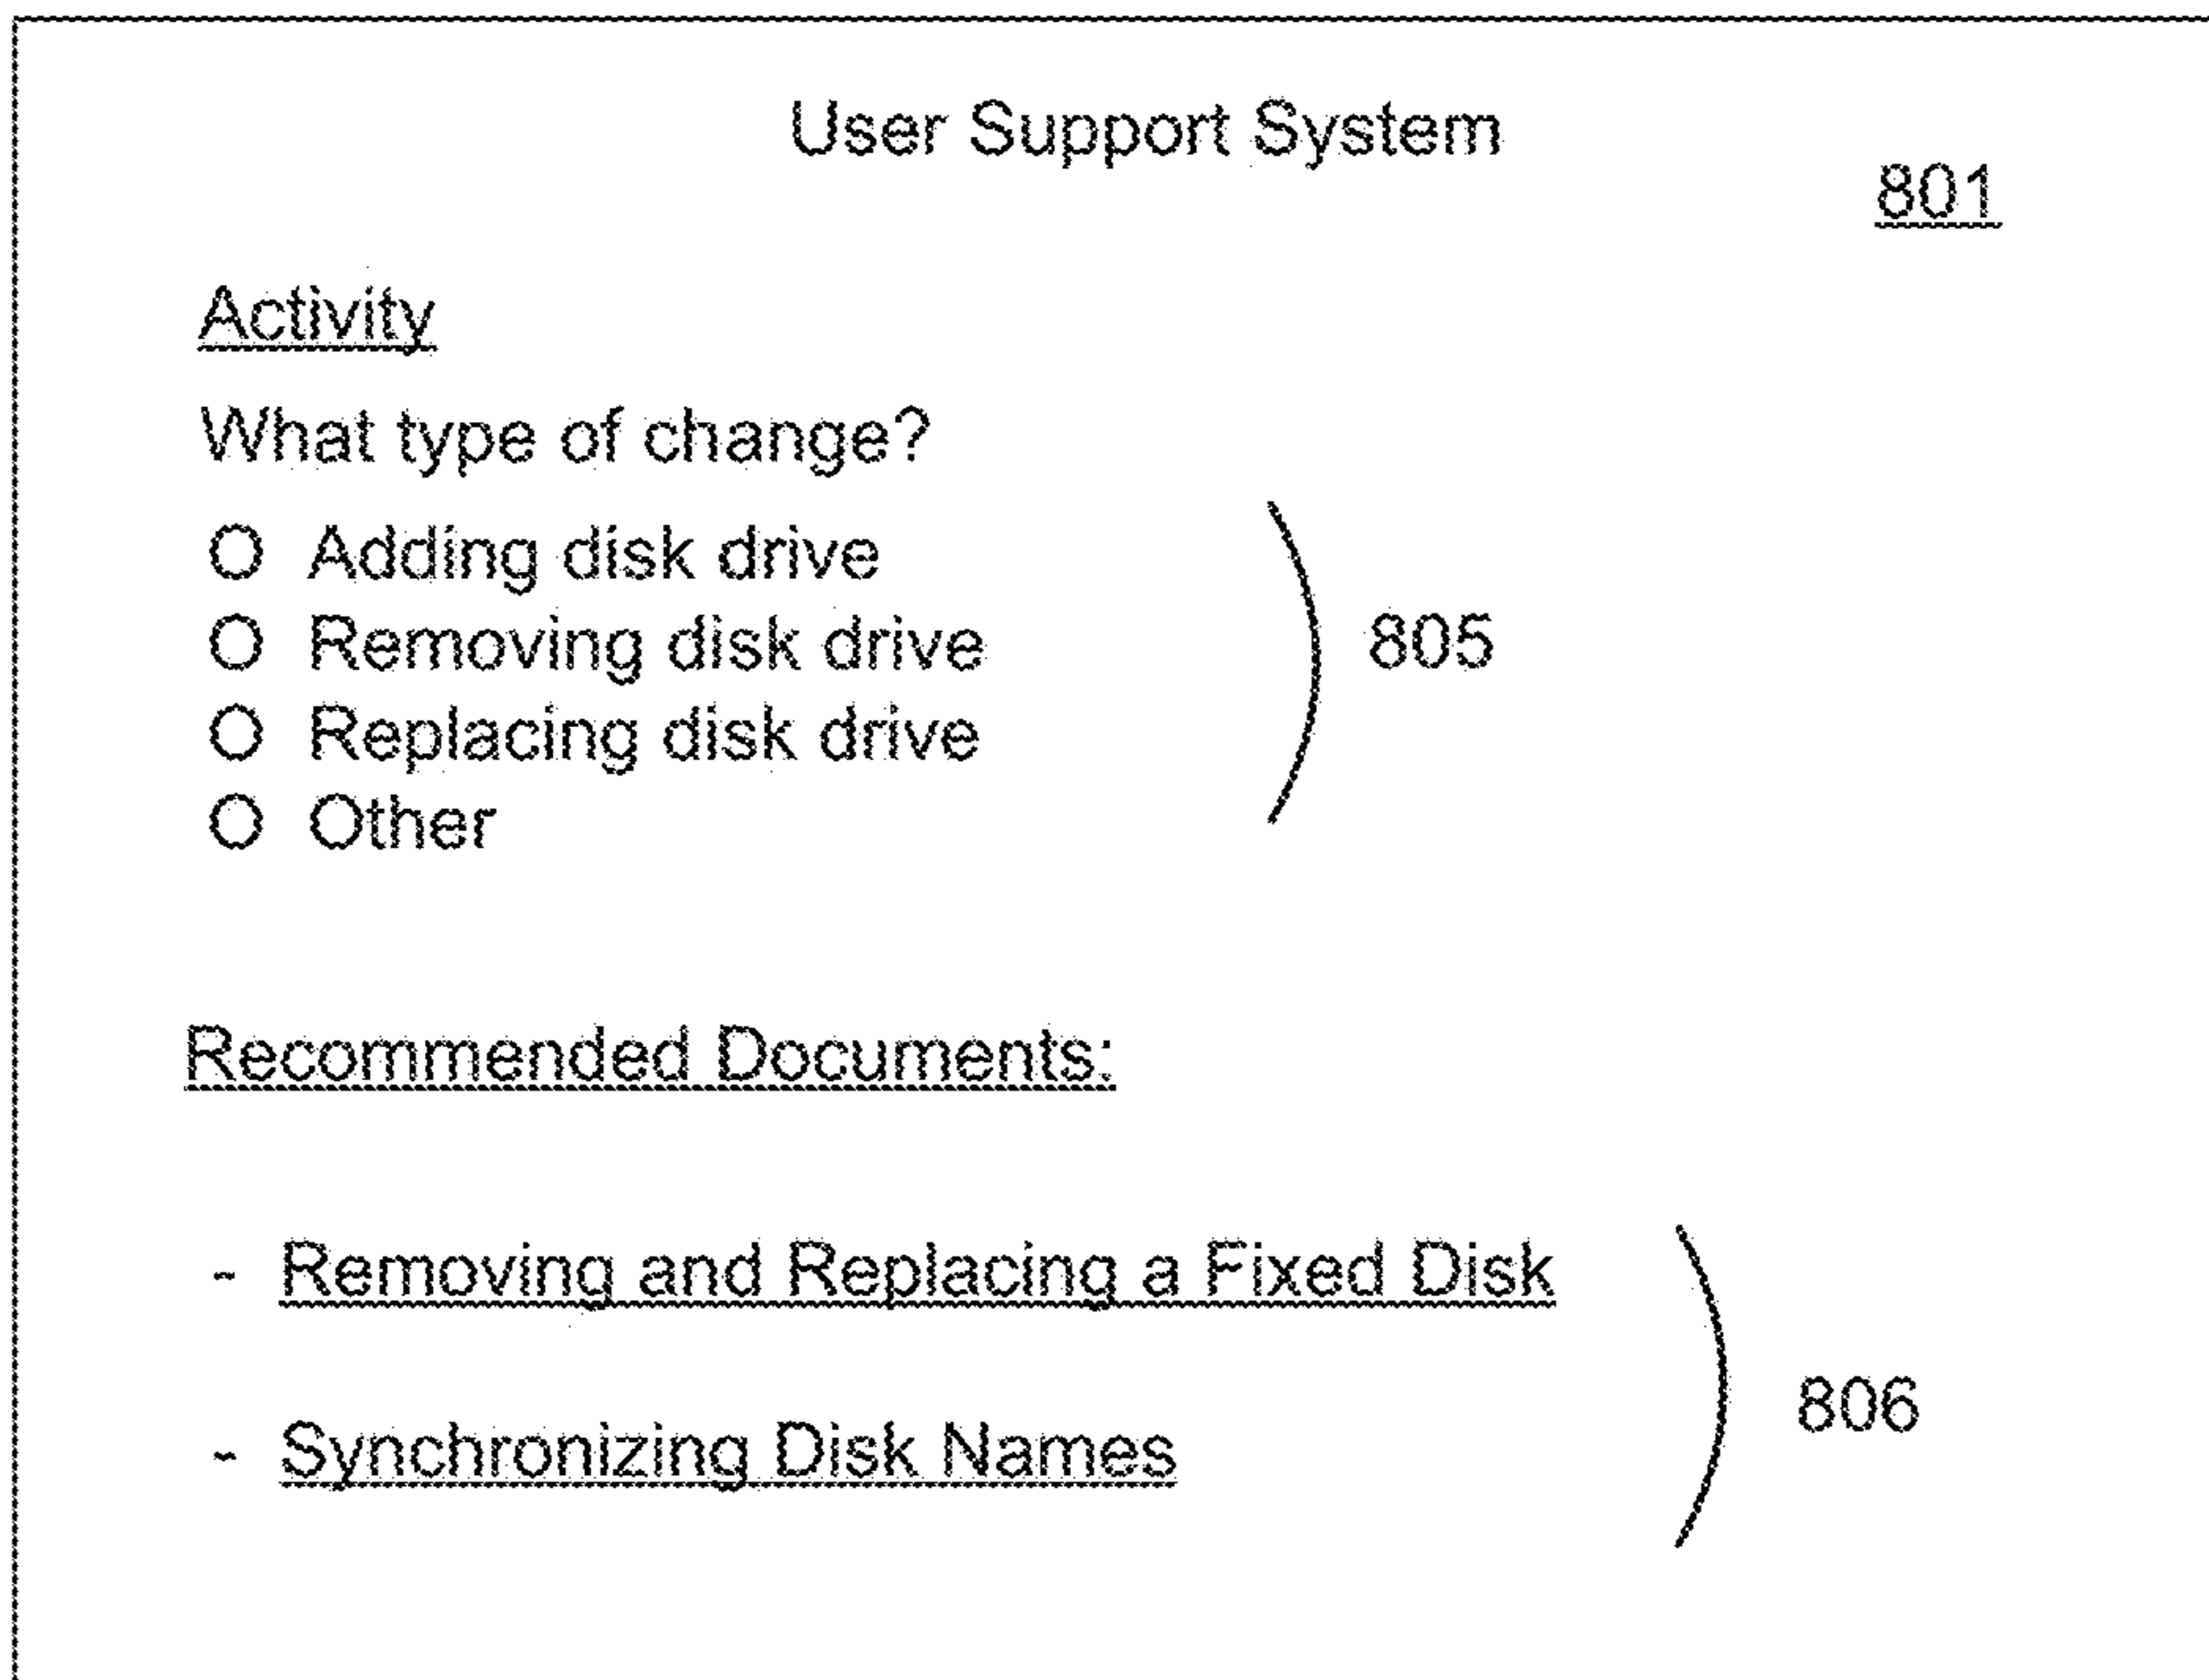 User Support System
801
Activity
What type of change?
O Adding disk drive
O Removing disk drive
O Replacing disk drive
O Other
805
Recommended Documents:
- Removing and Replacing a Fixed Disk
- Synchronizing Disk Names
806